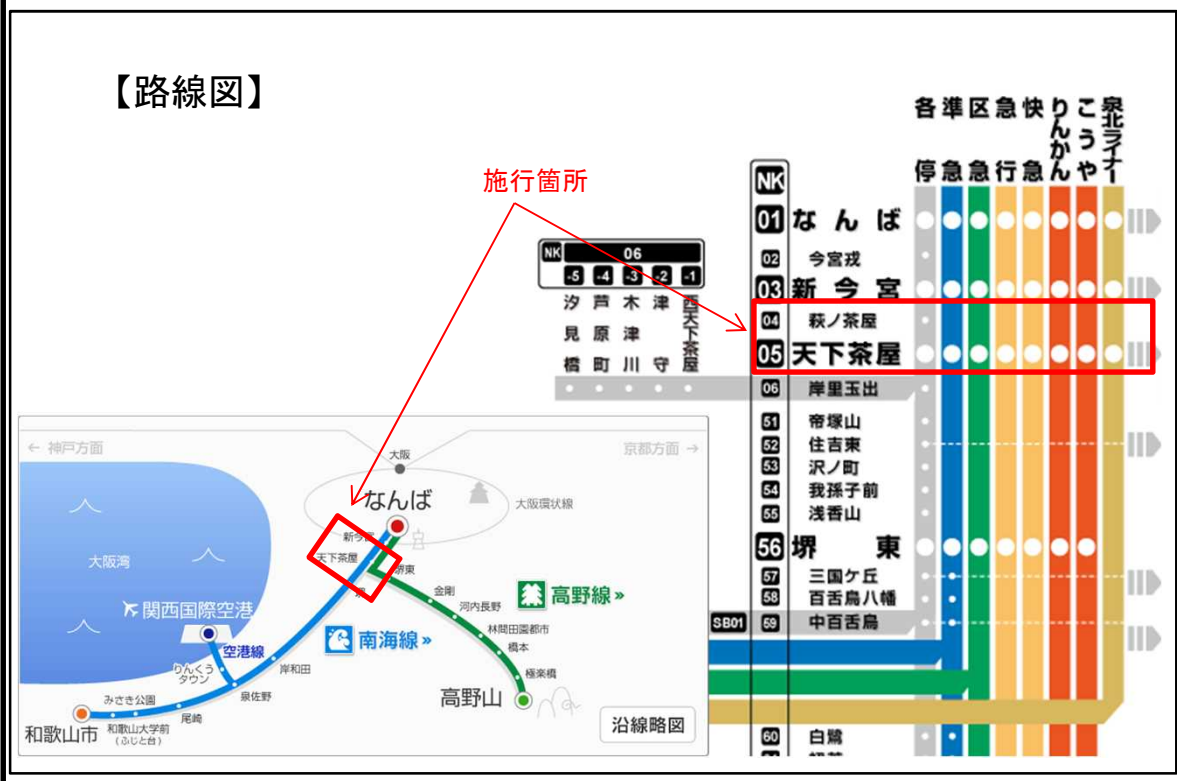 【路線図】
施行箇所
各停
準急
区急
急行
快急
りんかん
こうや
泉北ライナー
NK
01 なんば
02 今宮戎
03 新今宮
04 萩ノ茶屋
05 天下茶屋
06 岸里玉出
51 帝塚山
52 住吉東
53 沢ノ町
54 我孫子前
55 浅香山
56 堺東
57 三国ケ丘
58 百舌鳥八幡
SB01 59 中百舌鳥
60 白鷺
NK 06
-5 -4 -3 -2 -1
汐見橋
芦原町
木津川
津守
西天下茶屋
← 神戸方面
京都方面 →
大阪
なんば
大阪環状線
新今宮
天下茶屋
堺東
堺
大阪湾
関西国際空港
空港線
りんくう
タウン
南海線 »
高野線 »
金剛
河内長野
林間田園都市
橋本
極楽橋
高野山
岸和田
泉佐野
尾崎
みさき公園
和歌山大学前
(ふじと台)
和歌山市
沿線略図